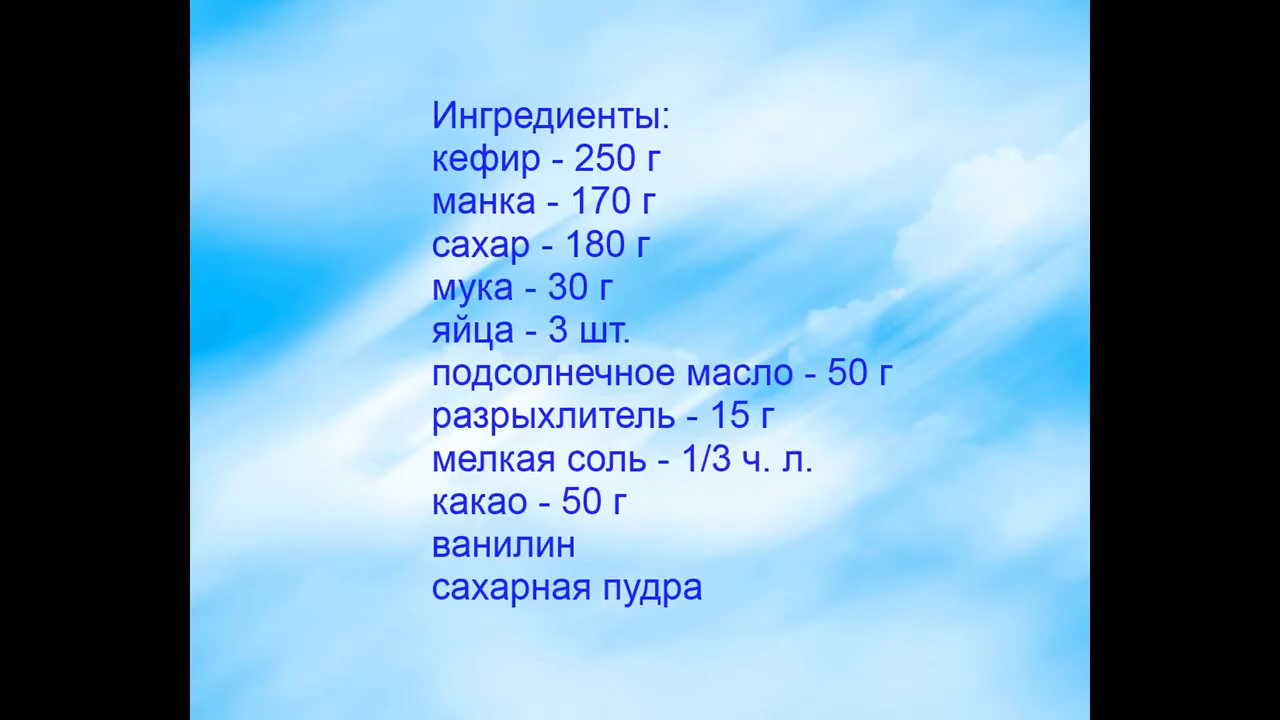 Ингредиенты:
кефир - 250 г
манка - 170 г
сахар - 180 г
мука - 30 г
яйца - 3 шт.
подсолнечное масло - 50 г
разрыхлитель - 15 г
мелкая соль - 1/3 ч. л.
какао - 50 г
ванилин
сахарная пудра